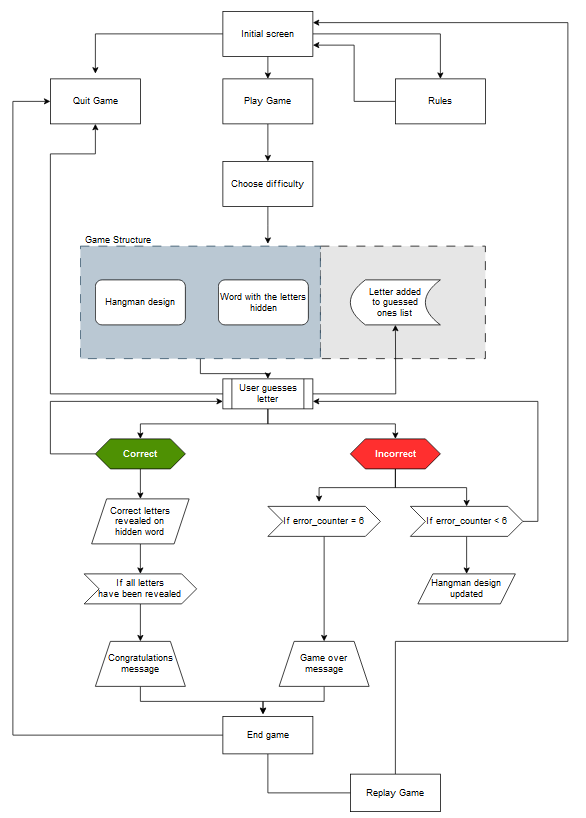 Initial screen
Quit Game
Play Game
Rules
Choose difficulty
Game Structure
Hangman design
Word with the letters
hidden
Letter added
to guessed
ones list
User guesses
letter
Correct
Incorrect
Correct letters
revealed on
hidden word
If error_counter = 6
If error_counter < 6
If all letters
have been revealed
Hangman design
updated
Congratulations
message
Game over
message
End game
Replay Game